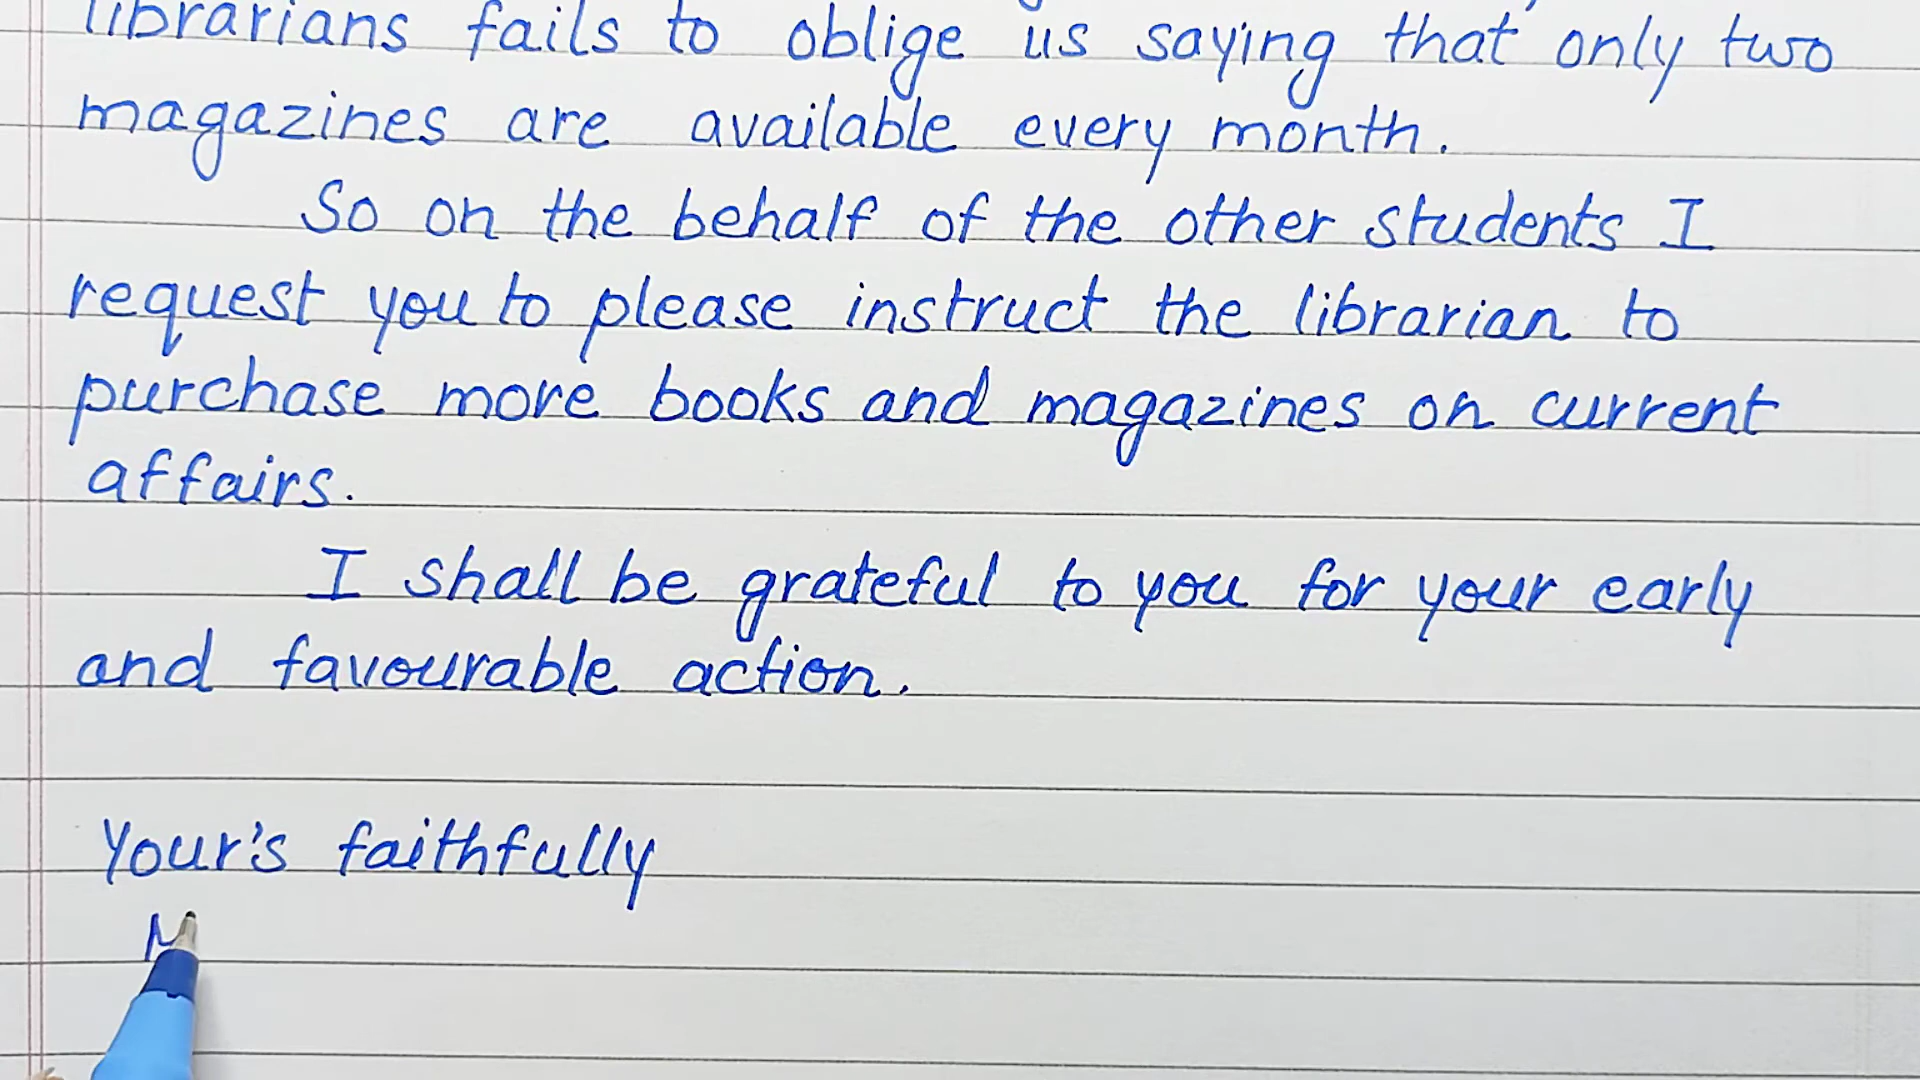 librarians fails to oblige us saying that only two
magazines are available every month.
So on the behalf of the other students I
request you to please instruct the librarian to
purchase more books and magazines on current
affairs.
I shall be grateful to you for your early
and favourable action.
Your's faithfully